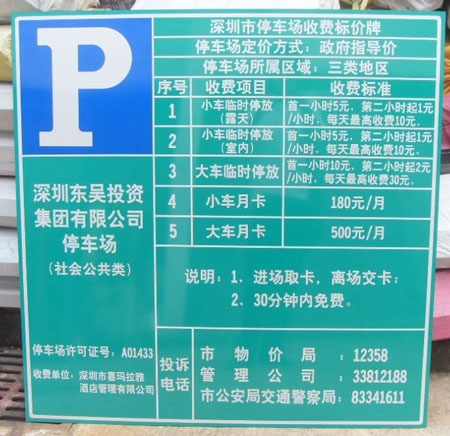 P
深圳东吴投资
集团有限公司
停车场
(社会公共类)
停车场许可证号: A01433
收费单位: 深圳市喜玛拉雅
酒店管理有限公司
深圳市停车场收费标价牌
停车场定价方式: 政府指导价
停车场所属区域: 三类地区
序号 收费项目 收费标准
1 小车临时停放 (露天) 首一小时5元, 第二小时起1元
/小时, 每天最高收费10元。
2 小车临时停放 (室内) 首一小时5元, 第二小时起1元
/小时, 每天最高收费10元。
3 大车临时停放 首一小时10元, 第二小时起2元
/小时, 每天最高收费30元。
4 小车月卡 180元/月
5 大车月卡 500元/月
说明: 1、进场取卡, 离场交卡;
2、30分钟内免费。
投诉
电话
市物价局: 12358
管理公司: 33812188
市公安局交通警察局: 83341611